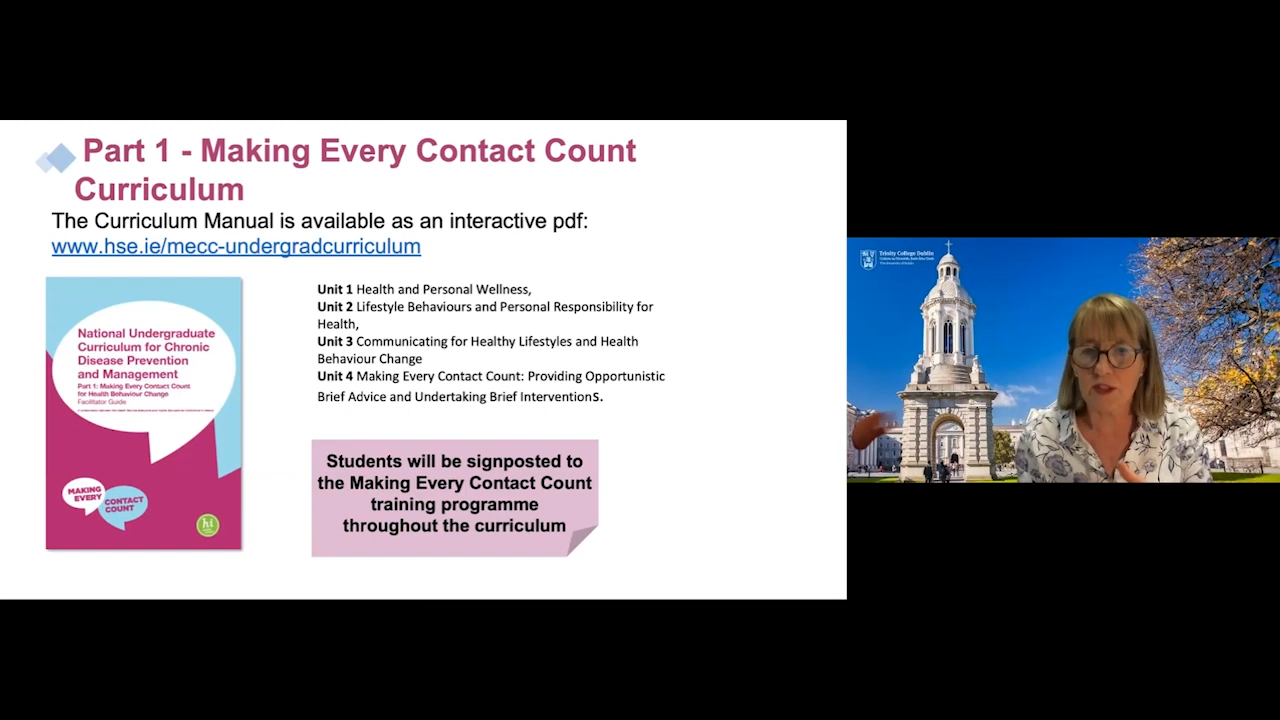 Part 1 - Making Every Contact Count
Curriculum
The Curriculum Manual is available as an interactive pdf:
www.hse.ie/mecc-undergradcurriculum
National Undergraduate
Curriculum for Chronic
Disease Prevention
and Management
Part 1: Making Every Contact Count
for Health Behaviour Change
Facilitator Guide
MAKING
EVERY
CONTACT
COUNT
hi
Unit 1 Health and Personal Wellness,
Unit 2 Lifestyle Behaviours and Personal Responsibility for
Health,
Unit 3 Communicating for Healthy Lifestyles and Health
Behaviour Change
Unit 4 Making Every Contact Count: Providing Opportunistic
Brief Advice and Undertaking Brief Interventions.
Students will be signposted to
the Making Every Contact Count
training programme
throughout the curriculum
Trinity College Dublin